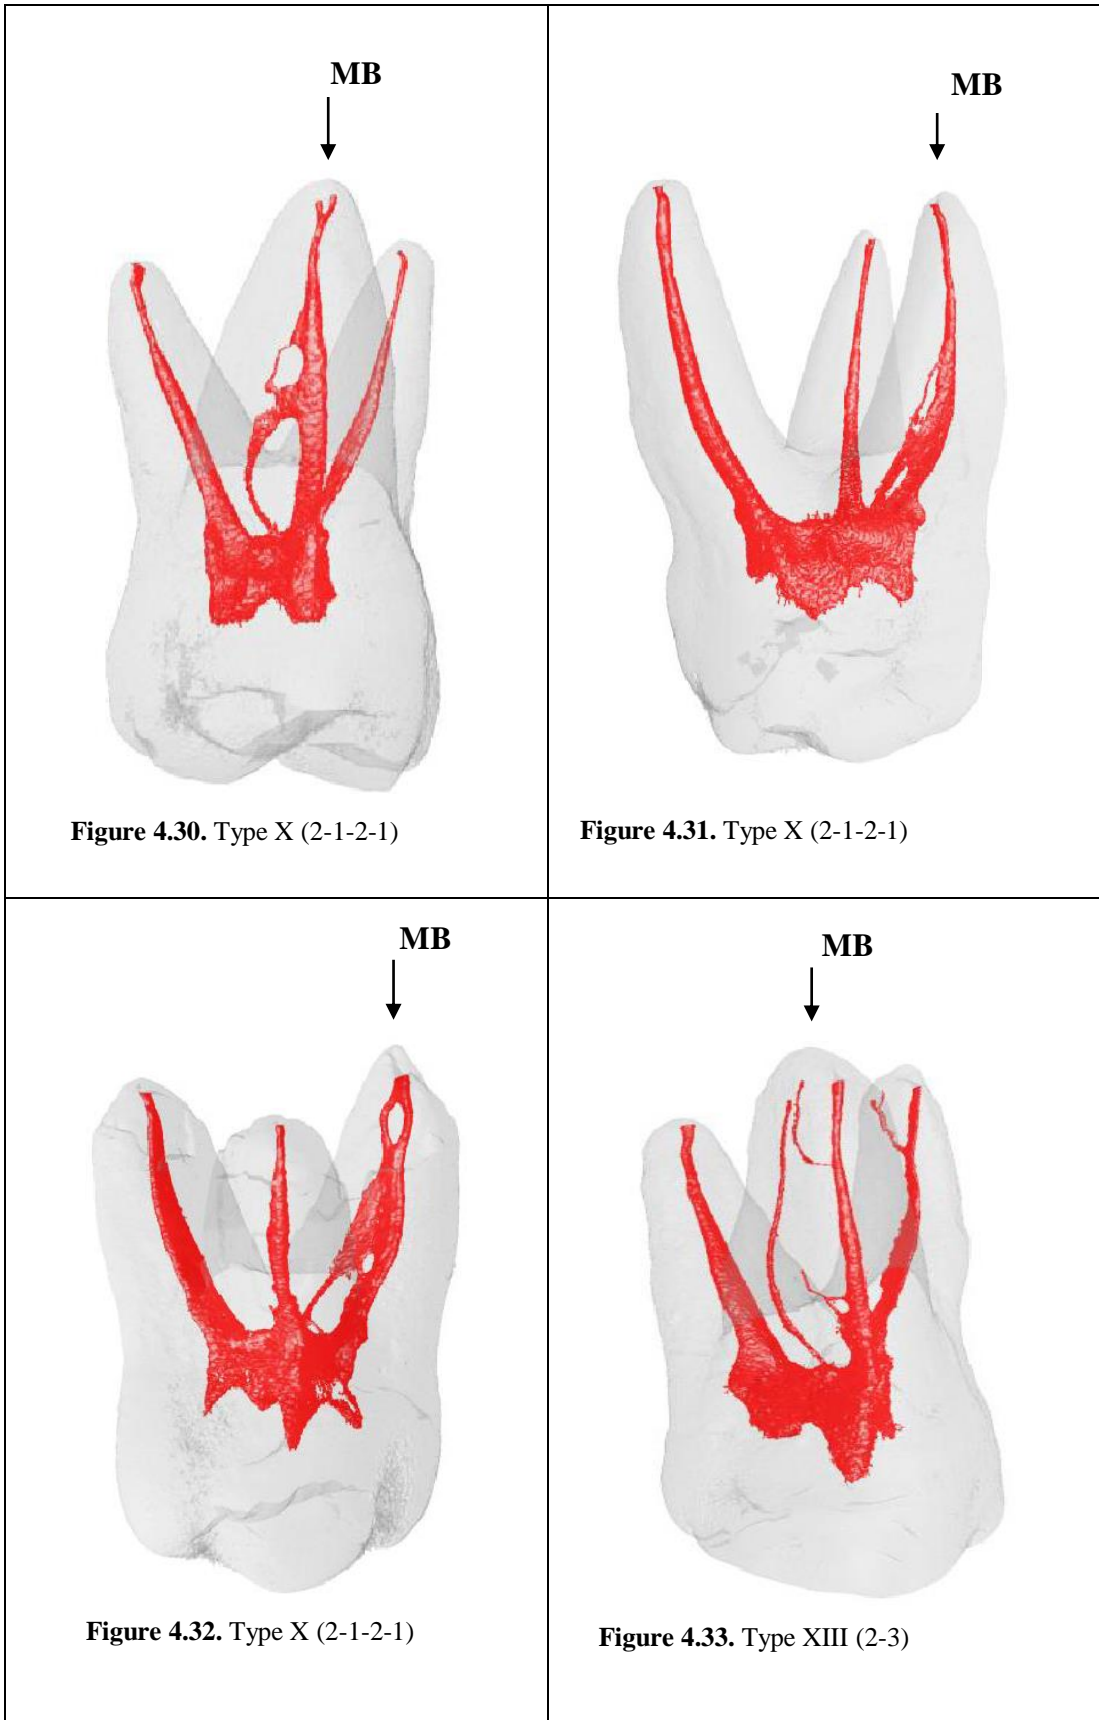 MB
MB
Figure 4.30. Type X (2-1-2-1)
Figure 4.31. Type X (2-1-2-1)
MB
MB
Figure 4.32. Type X (2-1-2-1)
Figure 4.33. Type XIII (2-3)